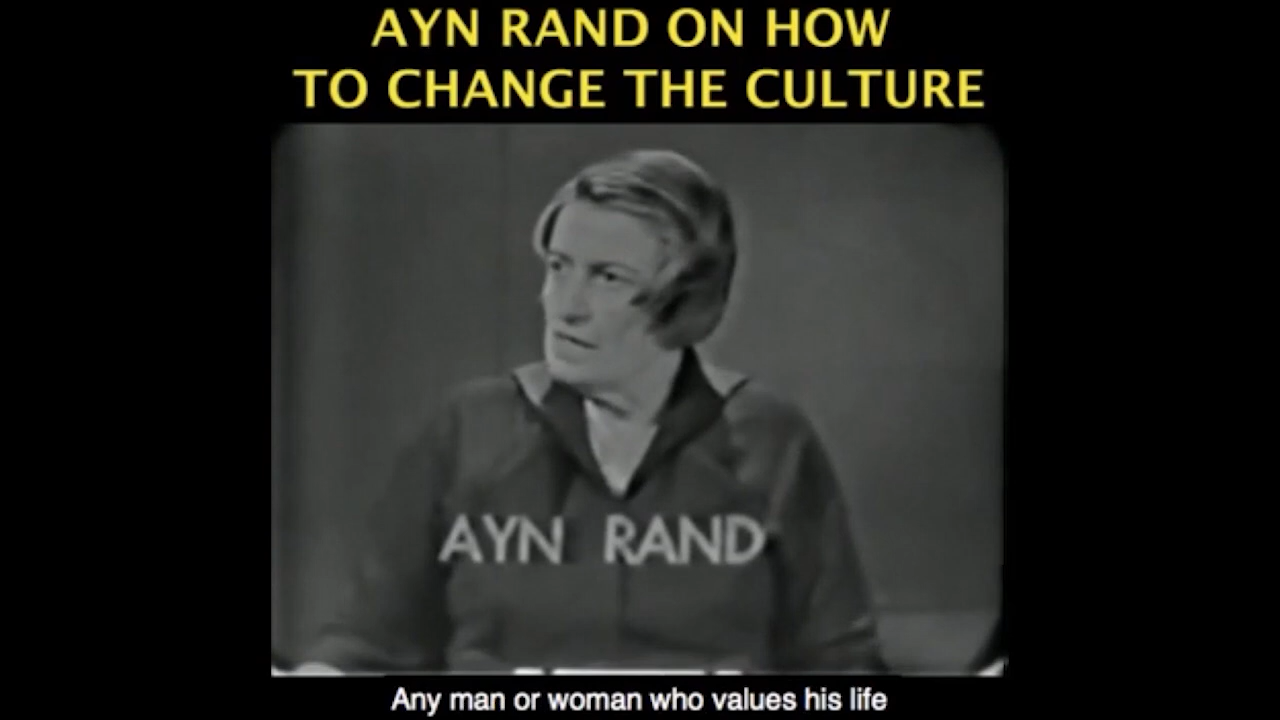 AYN RAND ON HOW
TO CHANGE THE CULTURE
AYN RAND
Any man or woman who values his life